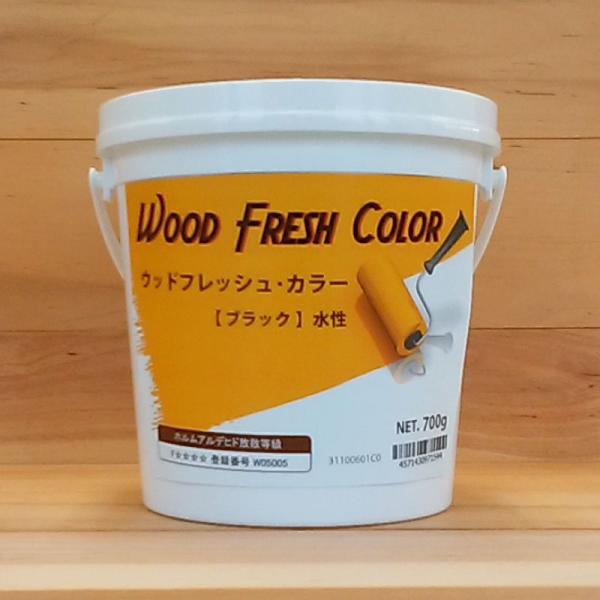 WOOD FRESH COLOR
ウッドフレッシュ・カラー
【ブラック】水性
NET. 700g
ホルムアルデヒド放散等級
F☆☆☆☆ 登録番号 W05005
31100601C0
4571430971544